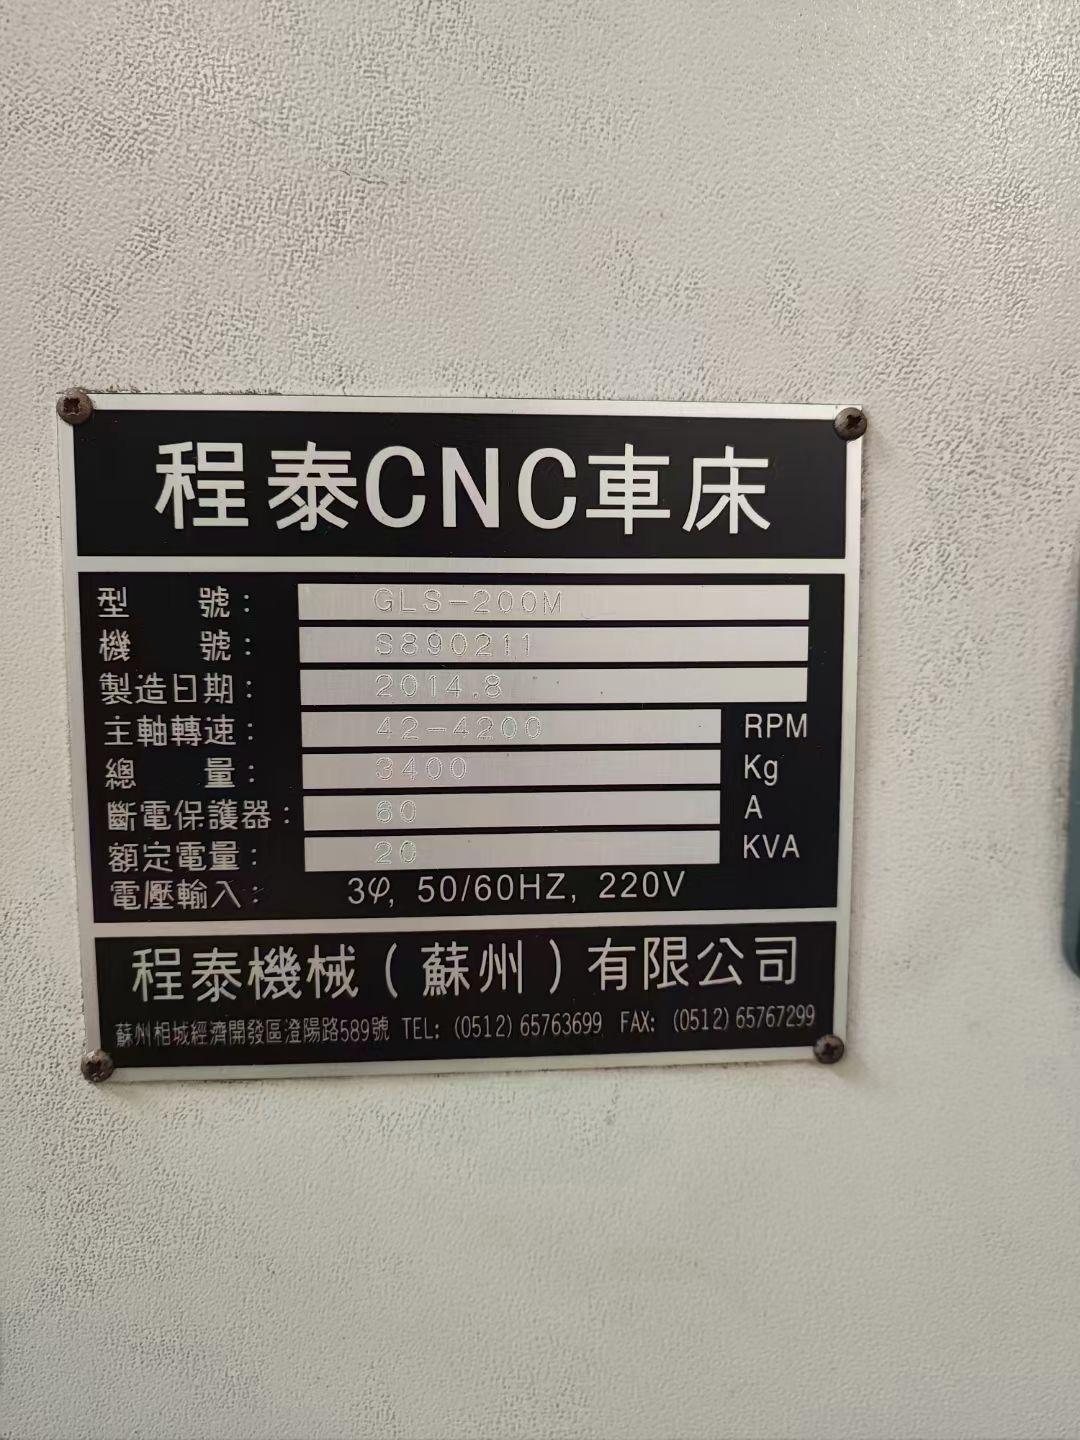 程泰CNC車床
型號： GLS-200M
機號： S890211
製造日期： 2014.8
主軸轉速： 42-4200 RPM
總量： 3400 Kg
斷電保護器： 60 A
額定電量： 20 KVA
電壓輸入： 3φ, 50/60HZ, 220V
程泰機械(蘇州)有限公司
蘇州相城經濟開發區澄陽路589號 TEL: (0512)65763699 FAX: (0512)65767299